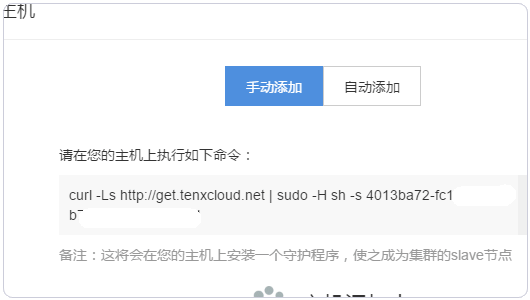 主机
手动添加
自动添加
请在您的主机上执行如下命令：
curl -Ls http://get.tenxcloud.net | sudo -H sh -s 4013ba72-fc1
备注：这将会在您的主机上安装一个守护程序，使之成为集群的slave节点